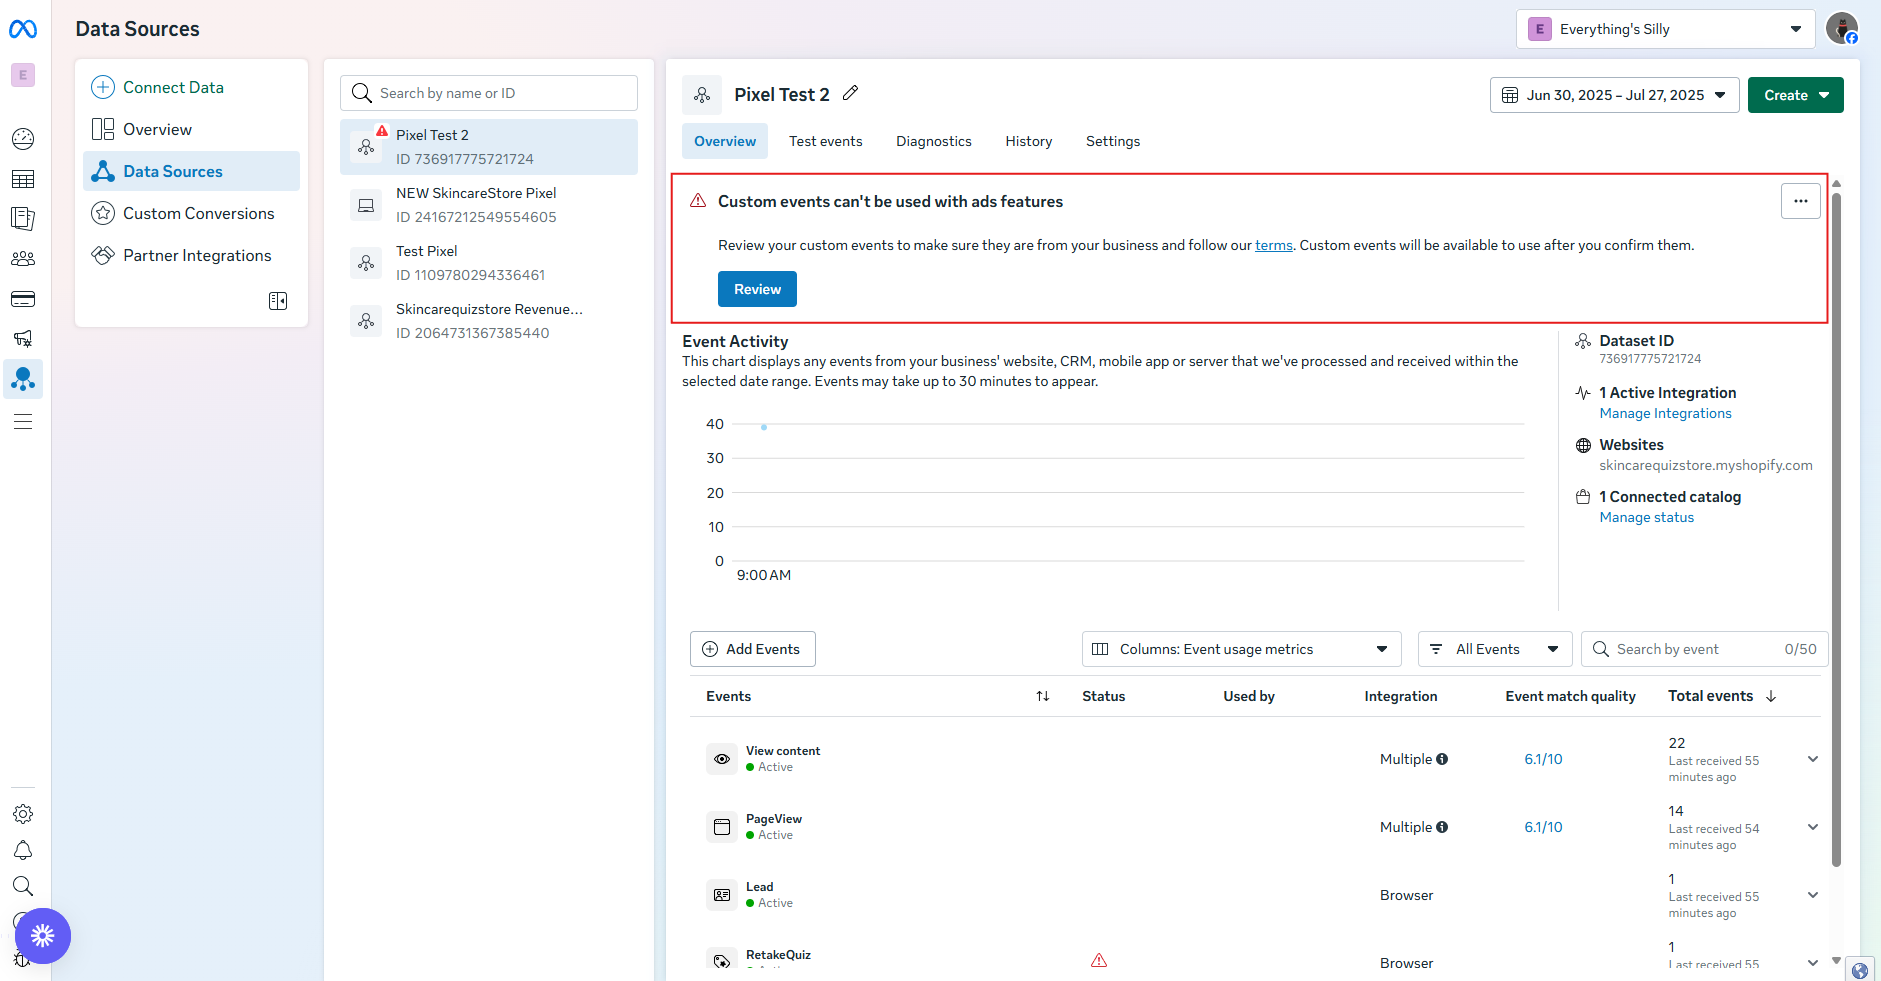 Data Sources
E
Everything's Silly
E
Connect Data
Overview
Data Sources
Custom Conversions
Partner Integrations
Search by name or ID
Pixel Test 2
ID 736917775721724
NEW SkincareStore Pixel
ID 24167212549554605
Test Pixel
ID 1109780294336461
Skincarequizstore Revenue...
ID 2064731367385440
Pixel Test 2
Jun 30, 2025 – Jul 27, 2025
Create
Overview
Test events
Diagnostics
History
Settings
Custom events can't be used with ads features
Review your custom events to make sure they are from your business and follow our terms. Custom events will be available to use after you confirm them.
Review
Event Activity
This chart displays any events from your business' website, CRM, mobile app or server that we've processed and received within the
selected date range. Events may take up to 30 minutes to appear.
40
30
20
10
0
9:00 AM
Dataset ID
736917775721724
1 Active Integration
Manage Integrations
Websites
skincarequizstore.myshopify.com
1 Connected catalog
Manage status
Add Events
Columns: Event usage metrics
All Events
Search by event
0/50
Events
Status
Used by
Integration
Event match quality
Total events
View content
Active
Multiple
6.1/10
22
Last received 55
minutes ago
PageView
Active
Multiple
6.1/10
14
Last received 54
minutes ago
Lead
Active
Browser
1
Last received 55
minutes ago
RetakeQuiz
Browser
1
Last received 55